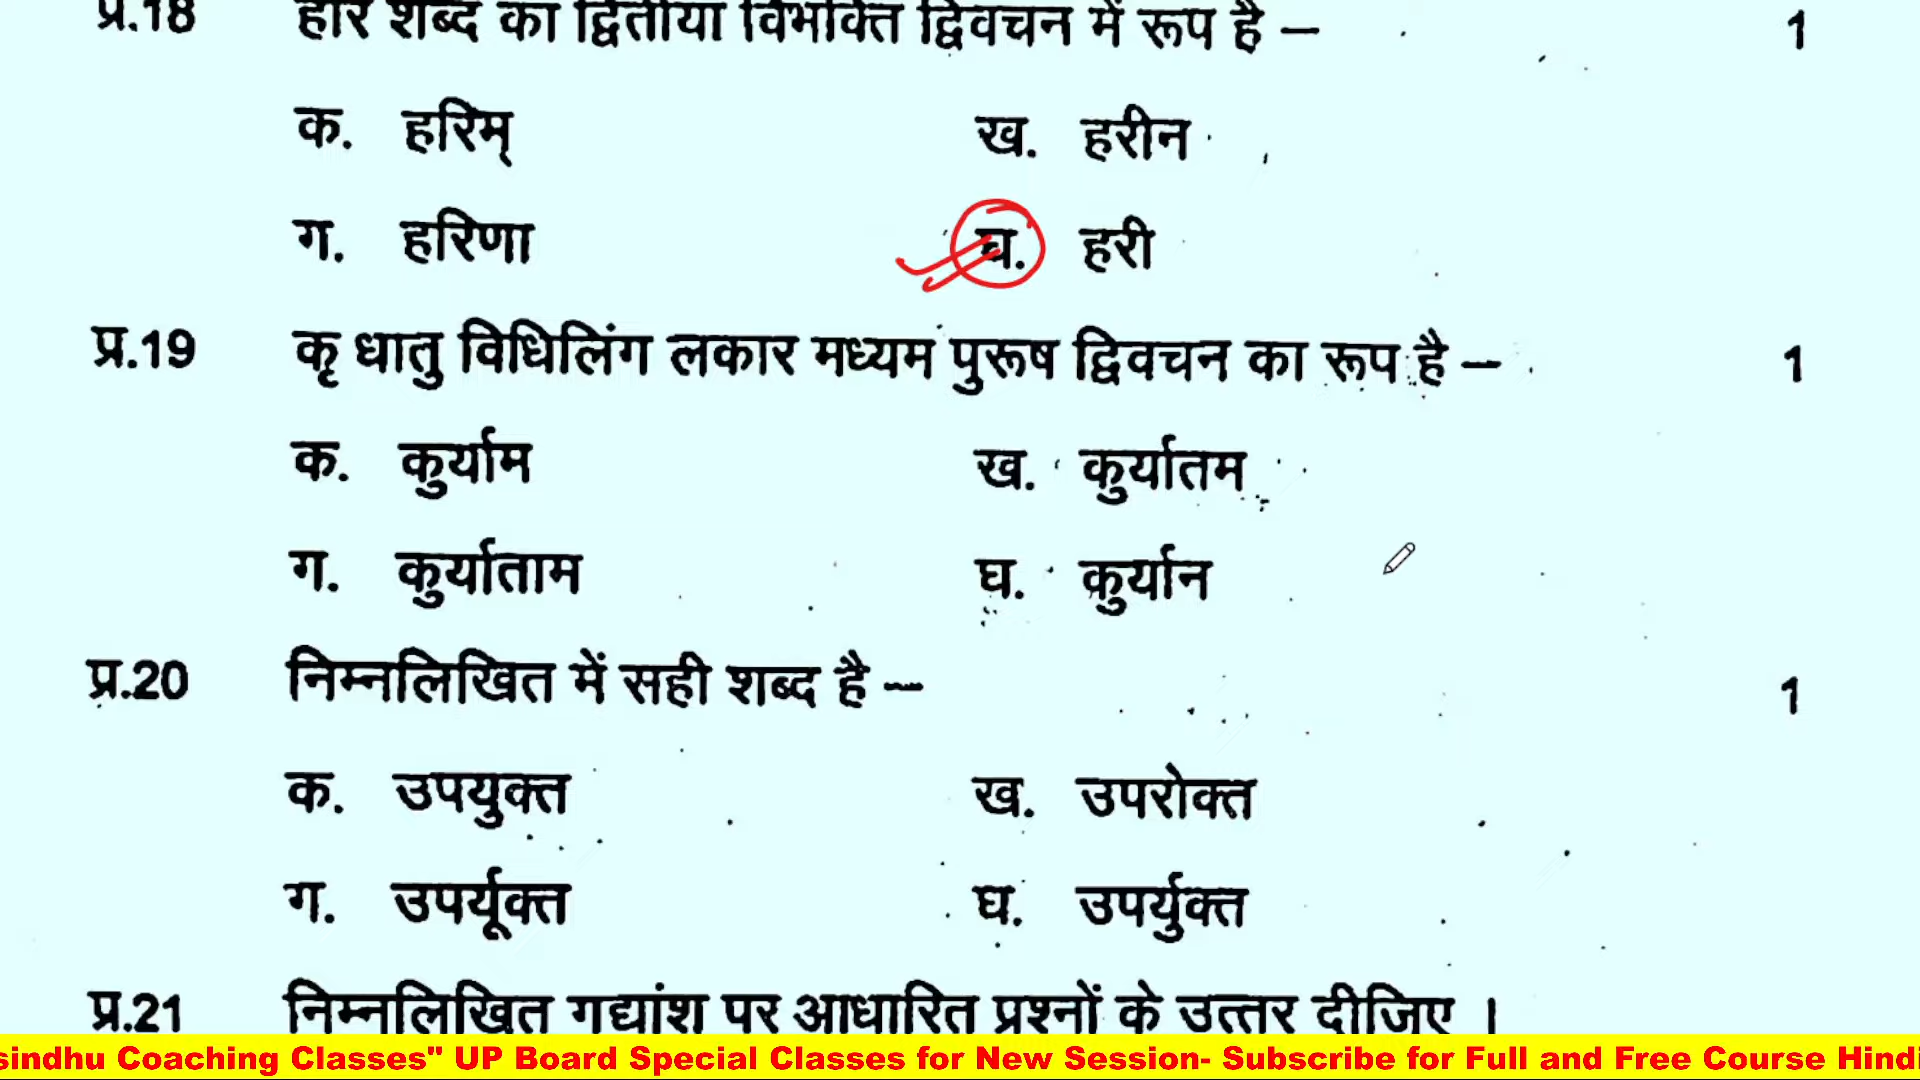 प्र.18 हरि शब्द का द्वितीया विभक्ति द्विवचन में रूप है – 1
क. हरिम् ख. हरीन
ग. हरिणा घ. हरी
प्र.19 कृ धातु विधिलिंग लकार मध्यम पुरूष द्विवचन का रूप है – 1
क. कुर्याम ख. कुर्यातम
ग. कुर्याताम घ. कुर्यान
प्र.20 निम्नलिखित में सही शब्द है – 1
क. उपयुक्त ख. उपरोक्त
ग. उपर्यूक्त घ. उपर्युक्त
प्र.21 निम्नलिखित गद्यांश पर आधारित प्रश्नों के उत्तर दीजिए ।
sindhu Coaching Classes" UP Board Special Classes for New Session- Subscribe for Full and Free Course Hindi